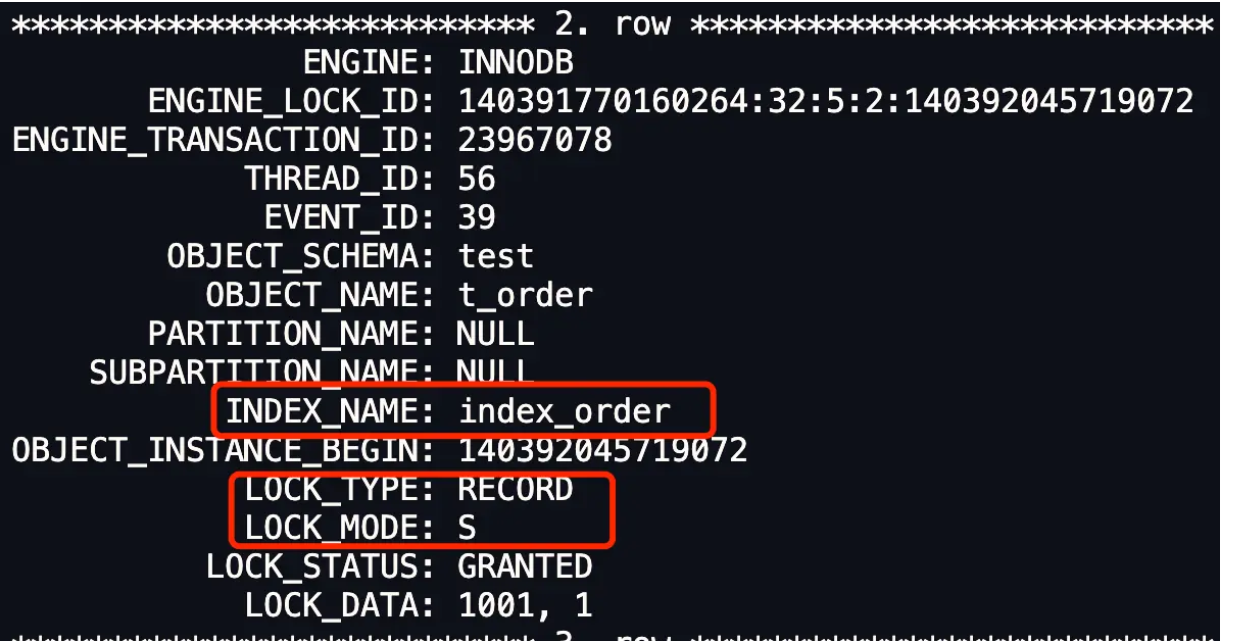 *************************** 2. row ***************************
ENGINE: INNODB
ENGINE_LOCK_ID: 140391770160264:32:5:2:140392045719072
ENGINE_TRANSACTION_ID: 23967078
THREAD_ID: 56
EVENT_ID: 39
OBJECT_SCHEMA: test
OBJECT_NAME: t_order
PARTITION_NAME: NULL
SUBPARTITION_NAME: NULL
INDEX_NAME: index_order
OBJECT_INSTANCE_BEGIN: 140392045719072
LOCK_TYPE: RECORD
LOCK_MODE: S
LOCK_STATUS: GRANTED
LOCK_DATA: 1001, 1
*************************** 3. row ***************************